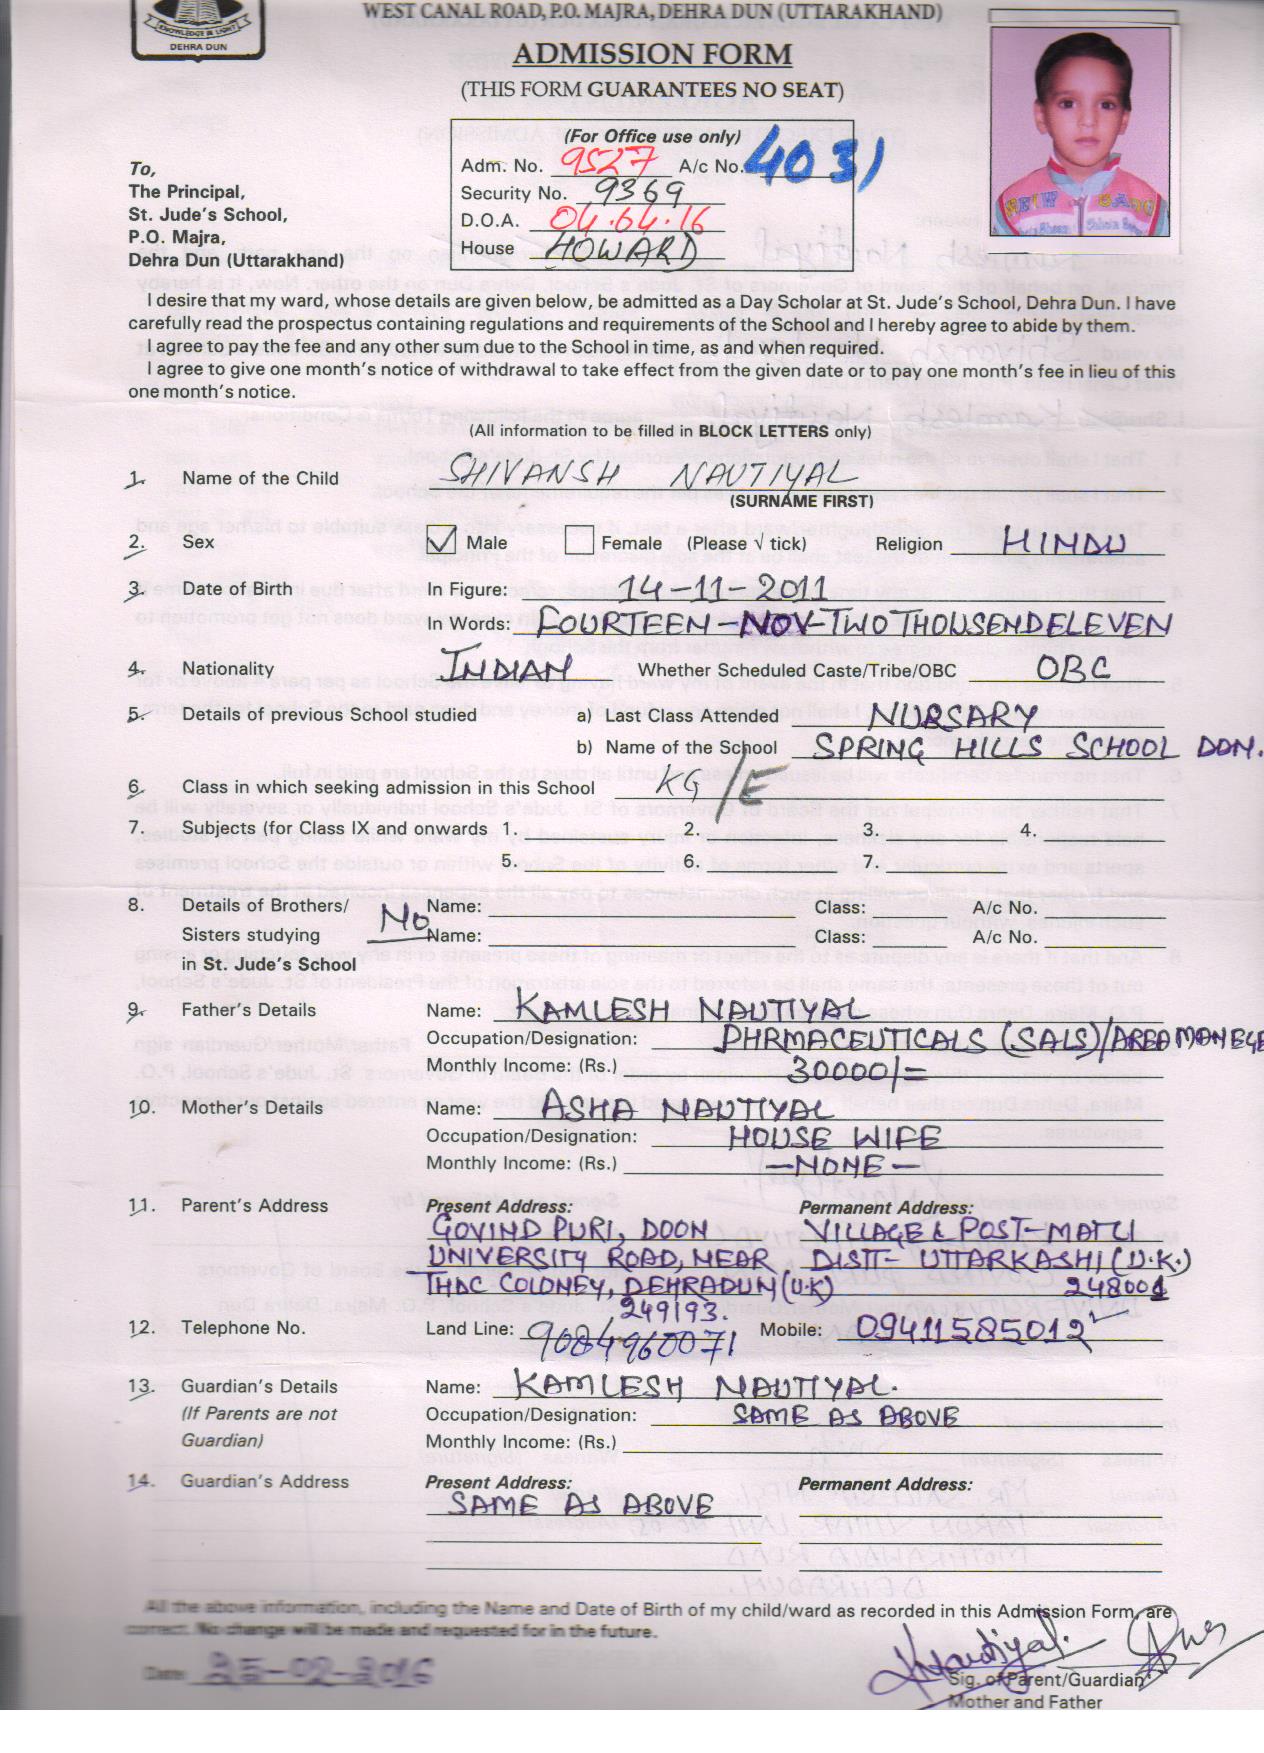 WEST CANAL ROAD, P.O. MAJRA, DEHRA DUN (UTTARAKHAND)
KNOWLEDGE IS LIGHT
DEHRA DUN
ADMISSION FORM
(THIS FORM GUARANTEES NO SEAT)
(For Office use only)
Adm. No. 9527 A/c No. 4031
Security No. 9369
D.O.A. 04.04.16
House HOWARD
To,
The Principal,
St. Jude's School,
P.O. Majra,
Dehra Dun (Uttarakhand)
I desire that my ward, whose details are given below, be admitted as a Day Scholar at St. Jude's School, Dehra Dun. I have
carefully read the prospectus containing regulations and requirements of the School and I hereby agree to abide by them.
I agree to pay the fee and any other sum due to the School in time, as and when required.
I agree to give one month's notice of withdrawal to take effect from the given date or to pay one month's fee in lieu of this
one month's notice.
(All information to be filled in BLOCK LETTERS only)
1. Name of the Child SHIVANSH NAUTIYAL
(SURNAME FIRST)
2. Sex Male Female (Please √ tick) Religion HINDU
3. Date of Birth In Figure: 14-11-2011
In Words: FOURTEEN-NOV-TWO THOUSENDELEVEN
4. Nationality INDIAN Whether Scheduled Caste/Tribe/OBC OBC
5. Details of previous School studied a) Last Class Attended NURSARY
b) Name of the School SPRING HILLS SCHOOL DDN.
6. Class in which seeking admission in this School KG/E
7. Subjects (for Class IX and onwards 1. 2. 3. 4.
5. 6. 7.
8. Details of Brothers/ Name: Class: A/c No.
Sisters studying No Name: Class: A/c No.
in St. Jude's School
9. Father's Details Name: KAMLESH NAUTIYAL
Occupation/Designation: PHRMACEUTICALS (SALS)/AREA MANEGE
Monthly Income: (Rs.) 30000/=
10. Mother's Details Name: ASHA NAUTIYAL
Occupation/Designation: HOUSE WIFE
Monthly Income: (Rs.) -NONE-
11. Parent's Address Present Address: Permanent Address:
GOVIND PURI, DOON VILLAGE & POST-MATLI
UNIVERSITY ROAD, NEAR DISTT- UTTARKASHI (U.K.)
THDC COLONEY, DEHRADUN (U.K) 248001
249193.
12. Telephone No. Land Line: 9084960071 Mobile: 09411585012
13. Guardian's Details Name: KAMLESH NAUTIYAL.
(If Parents are not Occupation/Designation: SAME AS ABOVE
Guardian) Monthly Income: (Rs.)
14. Guardian's Address Present Address: Permanent Address:
SAME AS ABOVE
All the above information, including the Name and Date of Birth of my child/ward as recorded in this Admission Form, are
correct. No change will be made and requested for in the future.
Date: 25-02-2016
Sig. of Parent/Guardian
Mother and Father